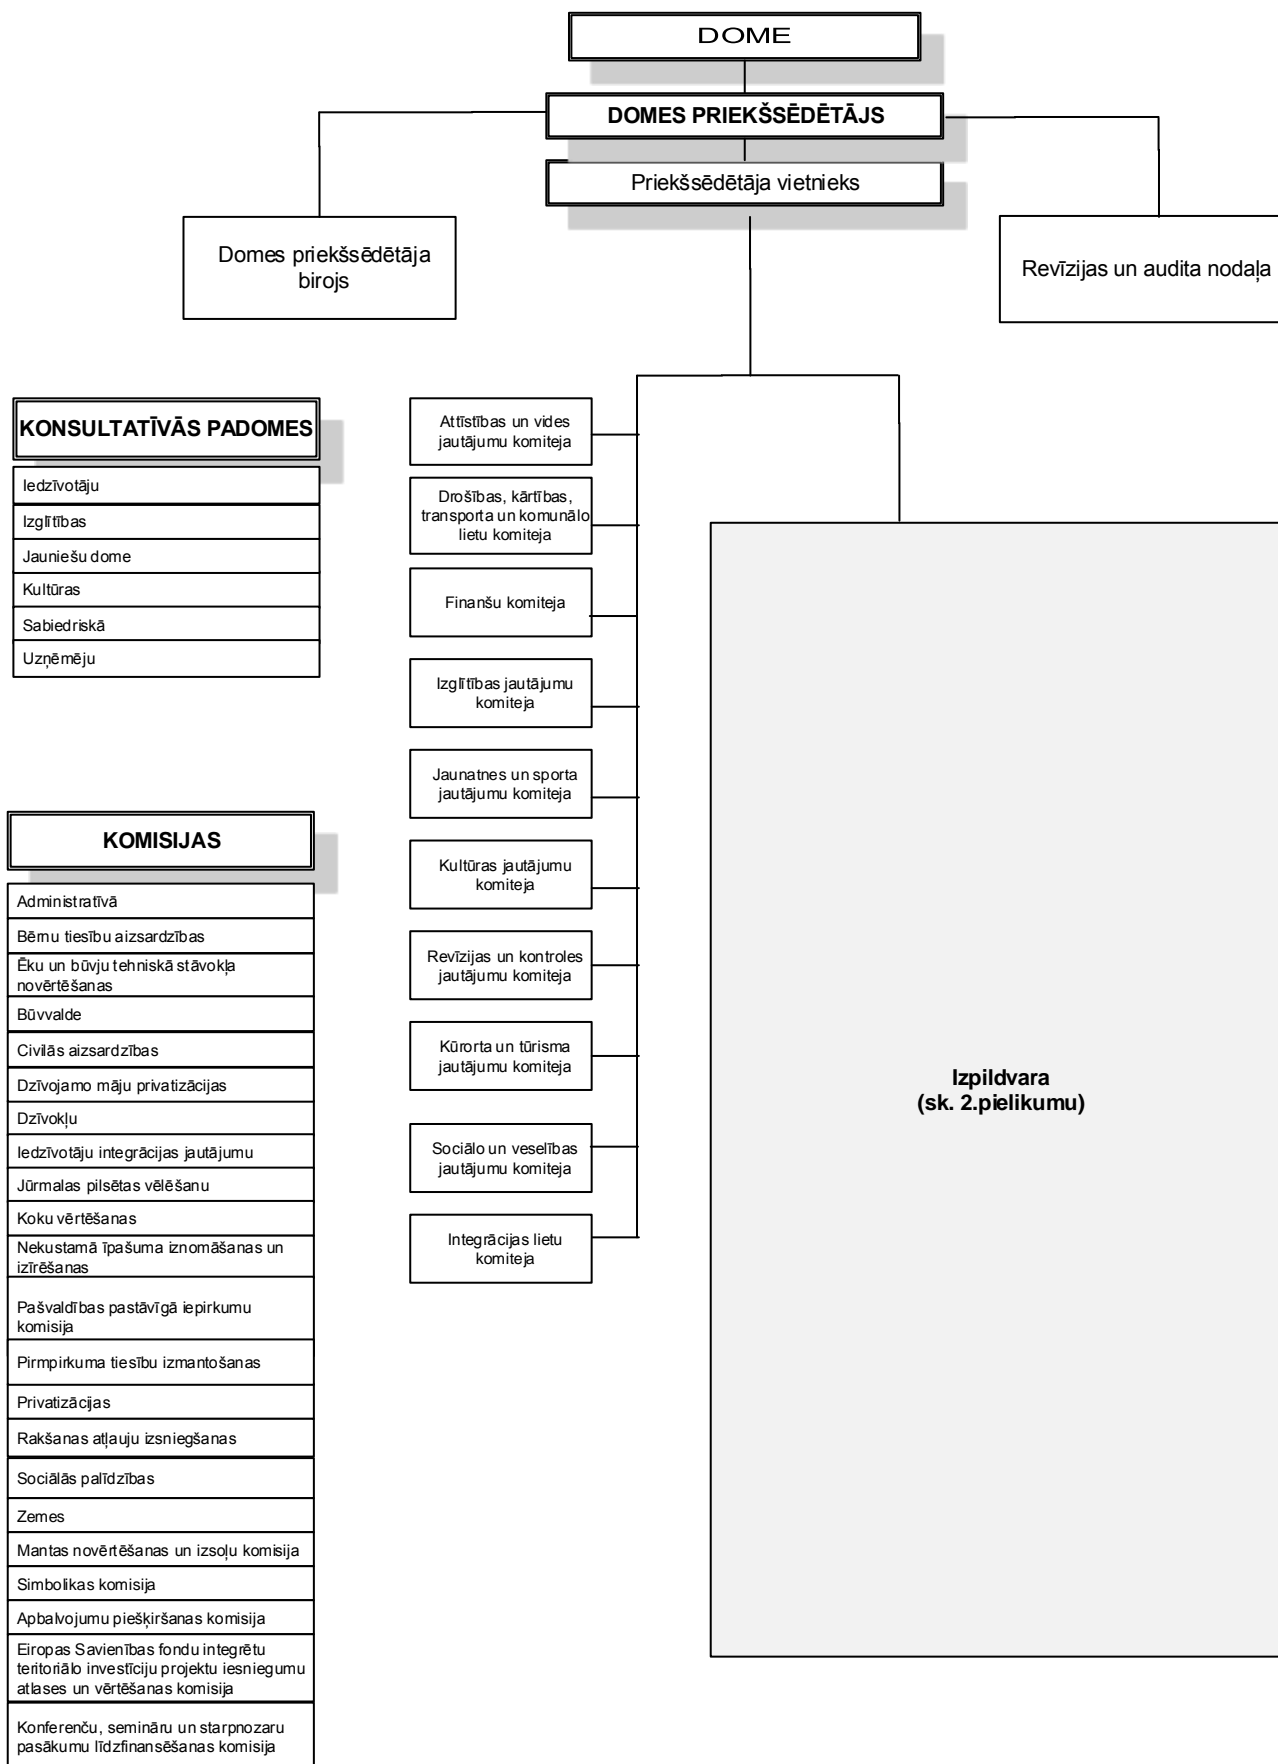 DOME
DOMES PRIEKŠSĒDĒTĀJS
Priekšsēdētāja vietnieks
Domes priekšsēdētāja
birojs
Revīzijas un audita nodaļa
KONSULTATĪVĀS PADOMES
Iedzīvotāju
Izglītības
Jauniešu dome
Kultūras
Sabiedriskā
Uzņēmēju
KOMISIJAS
Administratīvā
Bērnu tiesību aizsardzības
Ēku un būvju tehniskā stāvokļa
novērtēšanas
Būvvalde
Civilās aizsardzības
Dzīvojamo māju privatizācijas
Dzīvokļu
Iedzīvotāju integrācijas jautājumu
Jūrmalas pilsētas vēlēšanu
Koku vērtēšanas
Nekustamā īpašuma iznomāšanas un
izīrēšanas
Pašvaldības pastāvīgā iepirkumu
komisija
Pirmpirkuma tiesību izmantošanas
Privatizācijas
Rakšanas atļauju izsniegšanas
Sociālās palīdzības
Zemes
Mantas novērtēšanas un izsoļu komisija
Simbolikas komisija
Apbalvojumu piešķiršanas komisija
Eiropas Savienības fondu integrētu
teritoriālo investīciju projektu iesniegumu
atlases un vērtēšanas komisija
Konferenču, semināru un starpnozaru
pasākumu līdzfinansēšanas komisija
Attīstības un vides
jautājumu komiteja
Drošības, kārtības,
transporta un komunālo
lietu komiteja
Finanšu komiteja
Izglītības jautājumu
komiteja
Jaunatnes un sporta
jautājumu komiteja
Kultūras jautājumu
komiteja
Revīzijas un kontroles
jautājumu komiteja
Kūrorta un tūrisma
jautājumu komiteja
Sociālo un veselības
jautājumu komiteja
Integrācijas lietu
komiteja
Izpildvara
(sk. 2.pielikumu)